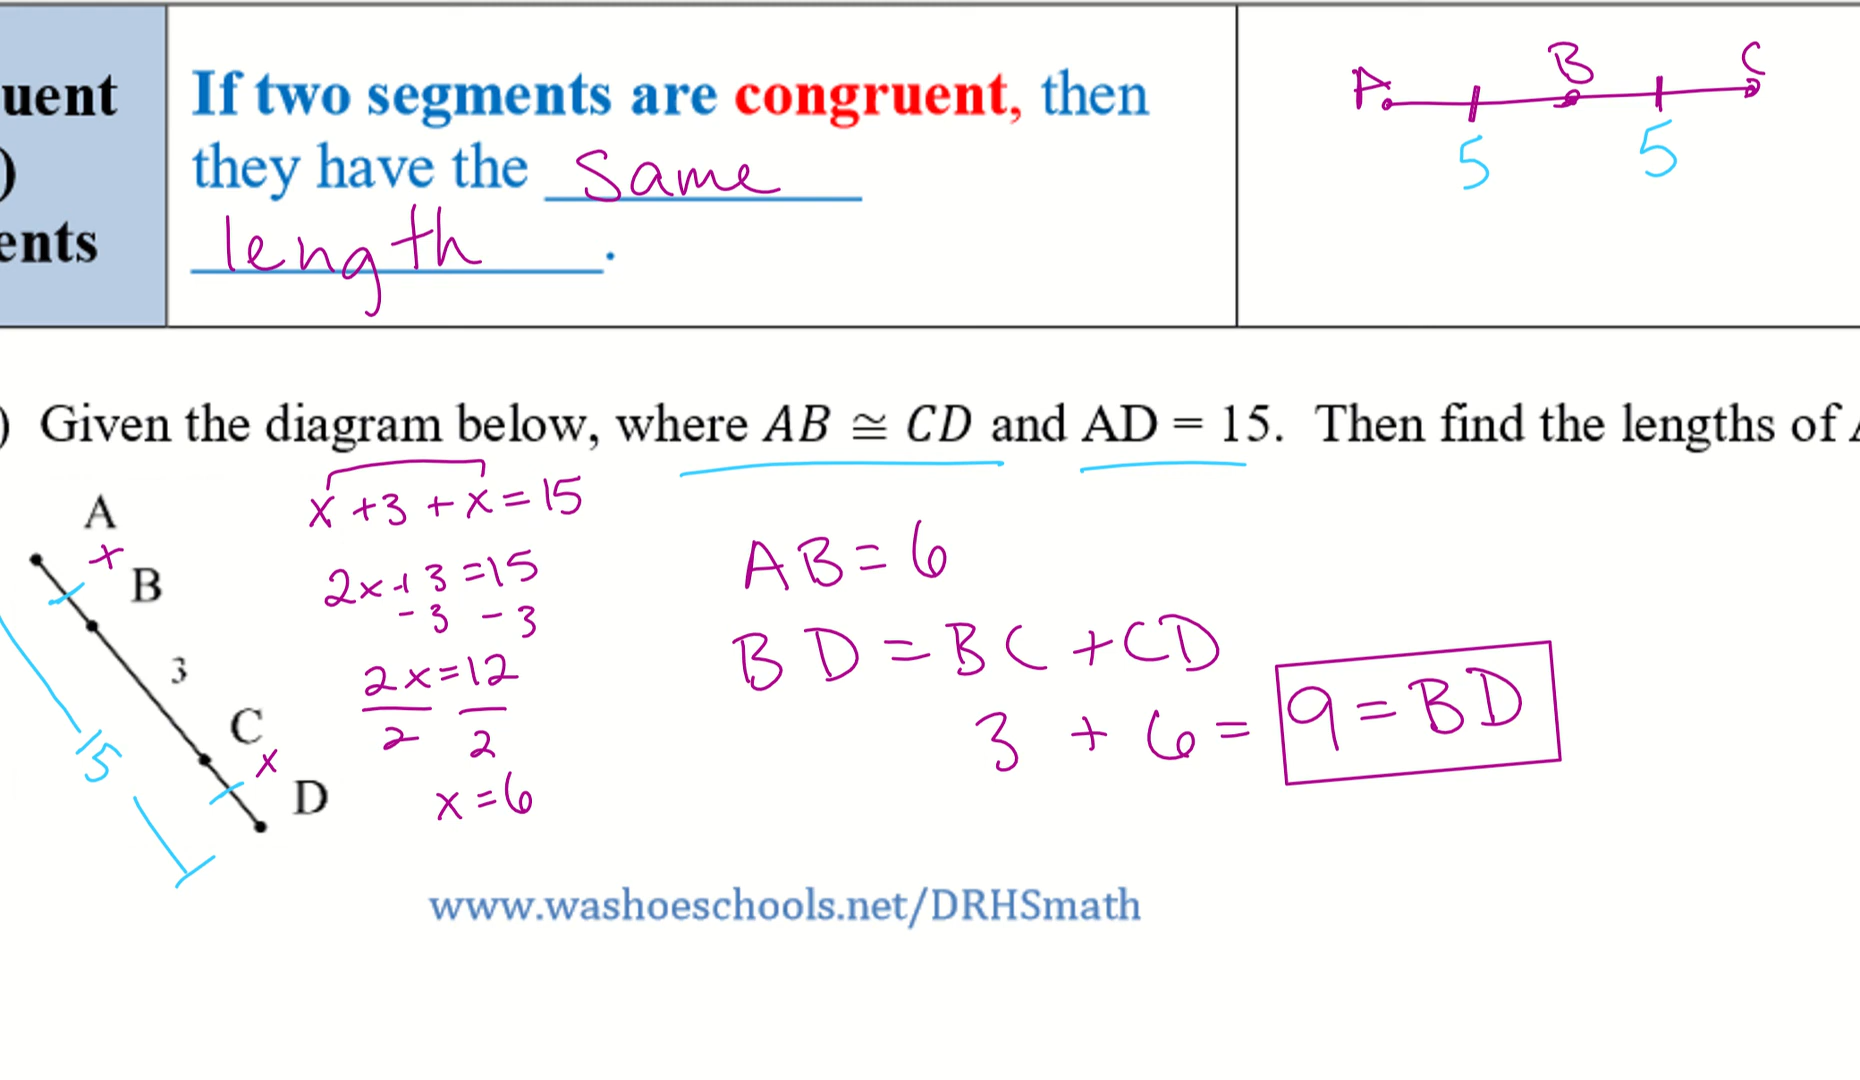 uent
)
ents
If two segments are congruent, then
they have the same
length.
A B C
5 5
) Given the diagram below, where AB ≅ CD and AD = 15. Then find the lengths of
A
x
B
3
C
x
D
15
x + 3 + x = 15
2x + 3 = 15
- 3 - 3
2x = 12
2 2
x = 6
AB = 6
BD = BC + CD
3 + 6 = 9 = BD
www.washoeschools.net/DRHSmath